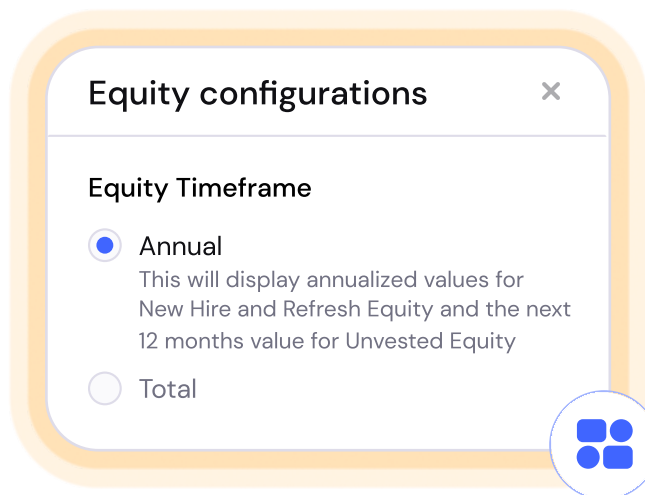 Equity configurations
Equity Timeframe
Annual
This will display annualized values for
New Hire and Refresh Equity and the next
12 months value for Unvested Equity
Total